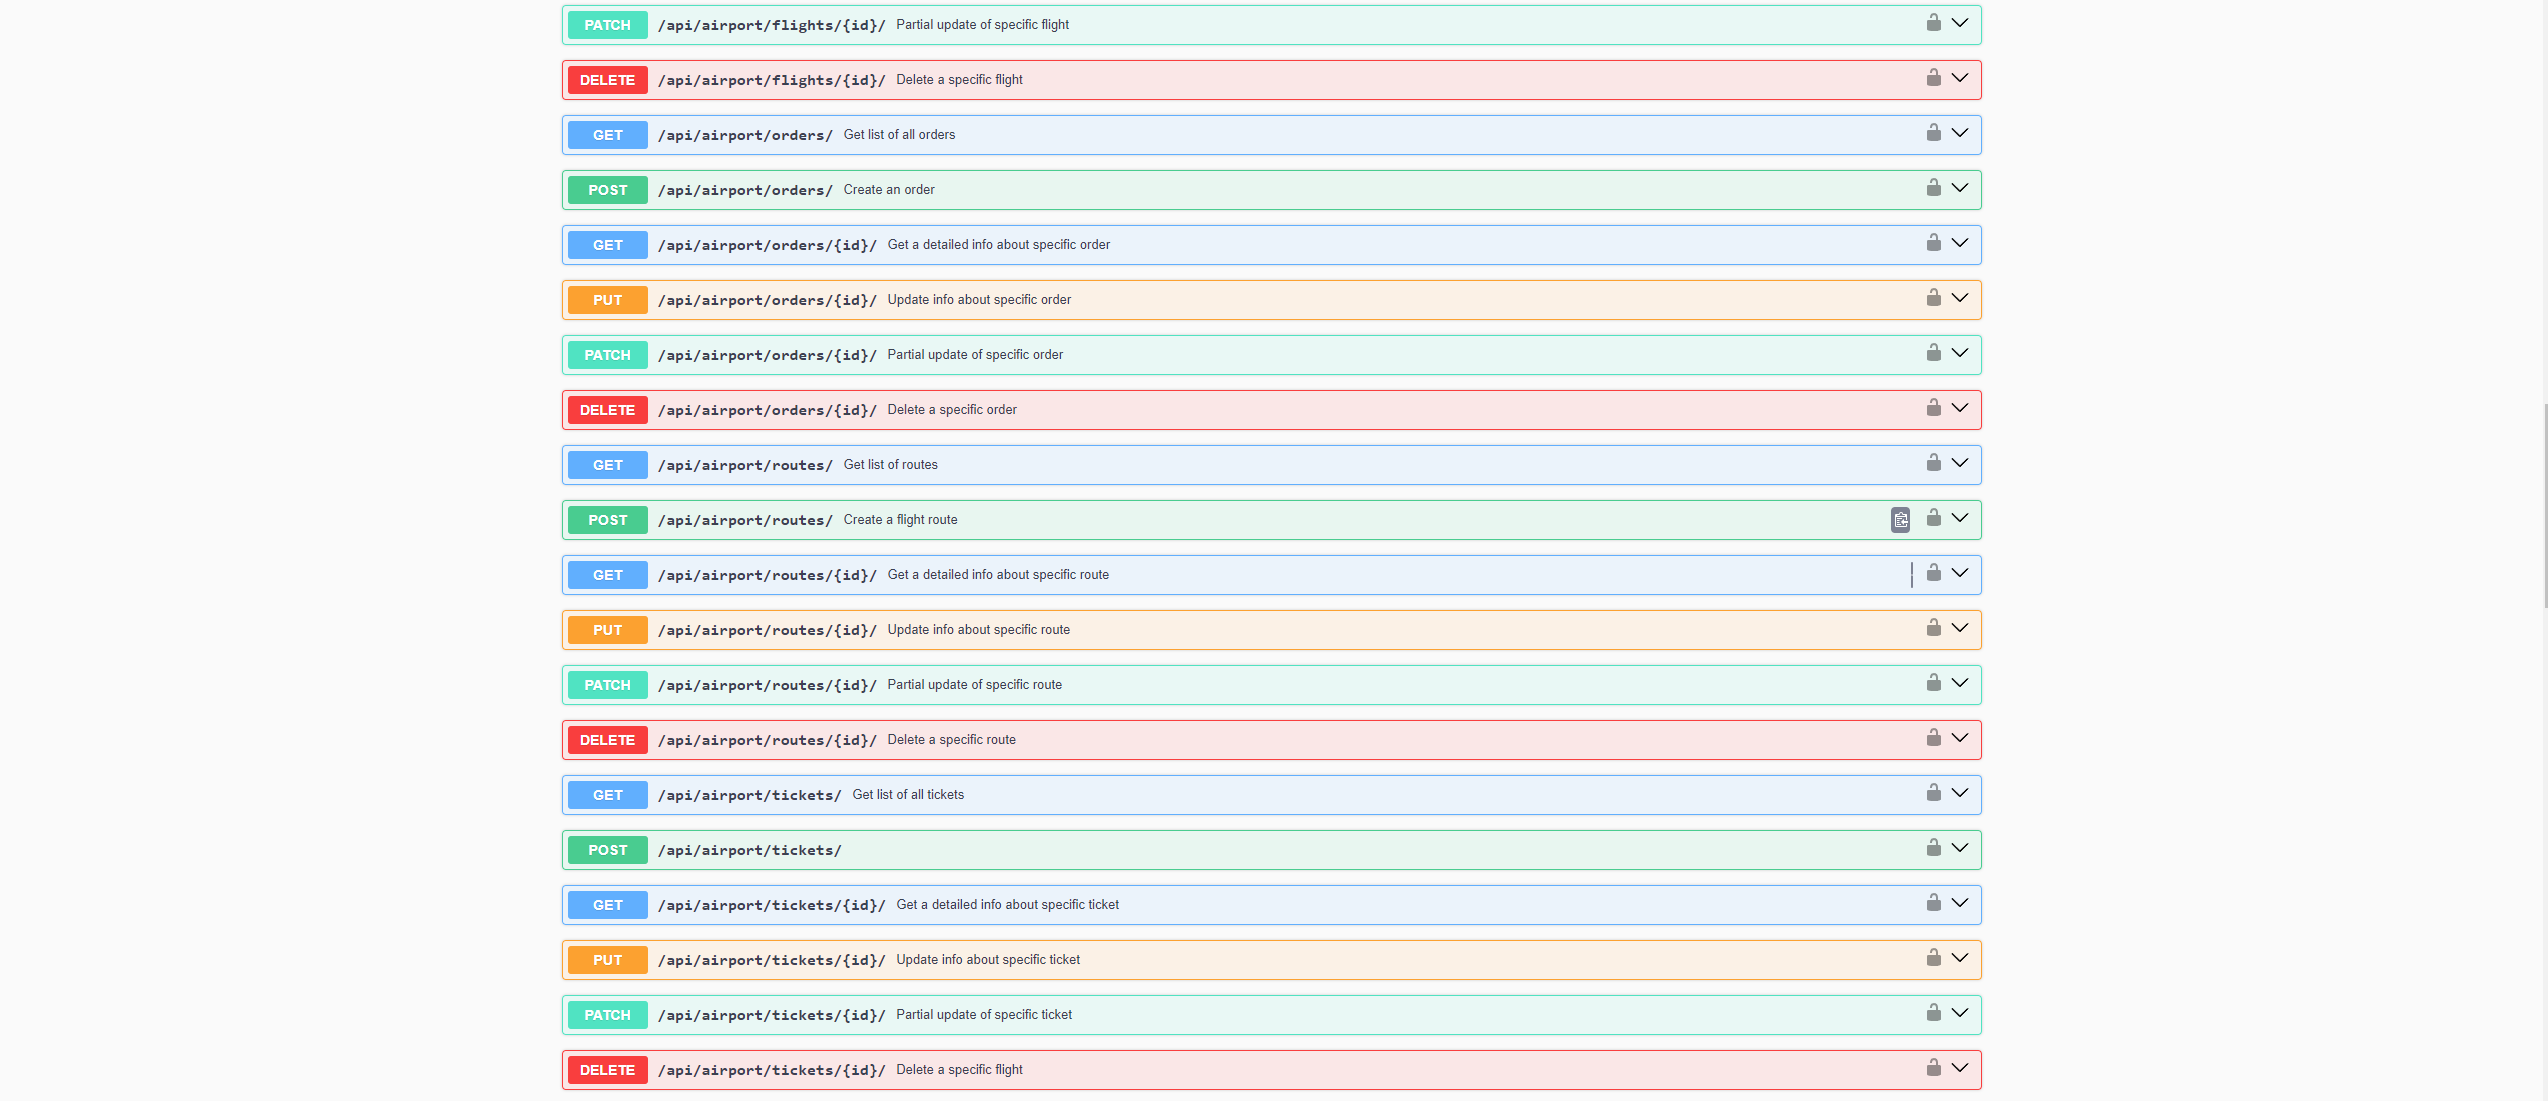 PATCH /api/airport/flights/{id}/ Partial update of specific flight
DELETE /api/airport/flights/{id}/ Delete a specific flight
GET /api/airport/orders/ Get list of all orders
POST /api/airport/orders/ Create an order
GET /api/airport/orders/{id}/ Get a detailed info about specific order
PUT /api/airport/orders/{id}/ Update info about specific order
PATCH /api/airport/orders/{id}/ Partial update of specific order
DELETE /api/airport/orders/{id}/ Delete a specific order
GET /api/airport/routes/ Get list of routes
POST /api/airport/routes/ Create a flight route
GET /api/airport/routes/{id}/ Get a detailed info about specific route
PUT /api/airport/routes/{id}/ Update info about specific route
PATCH /api/airport/routes/{id}/ Partial update of specific route
DELETE /api/airport/routes/{id}/ Delete a specific route
GET /api/airport/tickets/ Get list of all tickets
POST /api/airport/tickets/
GET /api/airport/tickets/{id}/ Get a detailed info about specific ticket
PUT /api/airport/tickets/{id}/ Update info about specific ticket
PATCH /api/airport/tickets/{id}/ Partial update of specific ticket
DELETE /api/airport/tickets/{id}/ Delete a specific flight